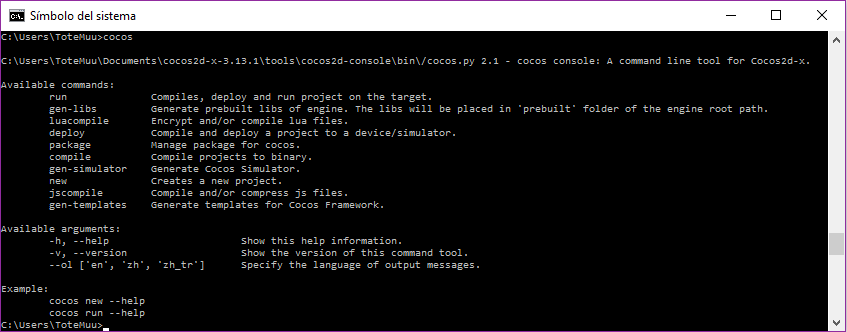 Símbolo del sistema
C:\Users\ToteMuu>cocos
C:\Users\ToteMuu\Documents\cocos2d-x-3.13.1\tools\cocos2d-console\bin\/cocos.py 2.1 - cocos console: A command line tool for Cocos2d-x.
Available commands:
run Compiles, deploy and run project on the target.
gen-libs Generate prebuilt libs of engine. The libs will be placed in 'prebuilt' folder of the engine root path.
luacompile Encrypt and/or compile lua files.
deploy Compile and deploy a project to a device/simulator.
package Manage package for cocos.
compile Compile projects to binary.
gen-simulator Generate Cocos Simulator.
new Creates a new project.
jscompile Compile and/or compress js files.
gen-templates Generate templates for Cocos Framework.
Available arguments:
-h, --help Show this help information.
-v, --version Show the version of this command tool.
--ol ['en', 'zh', 'zh_tr'] Specify the language of output messages.
Example:
cocos new --help
cocos run --help
C:\Users\ToteMuu>